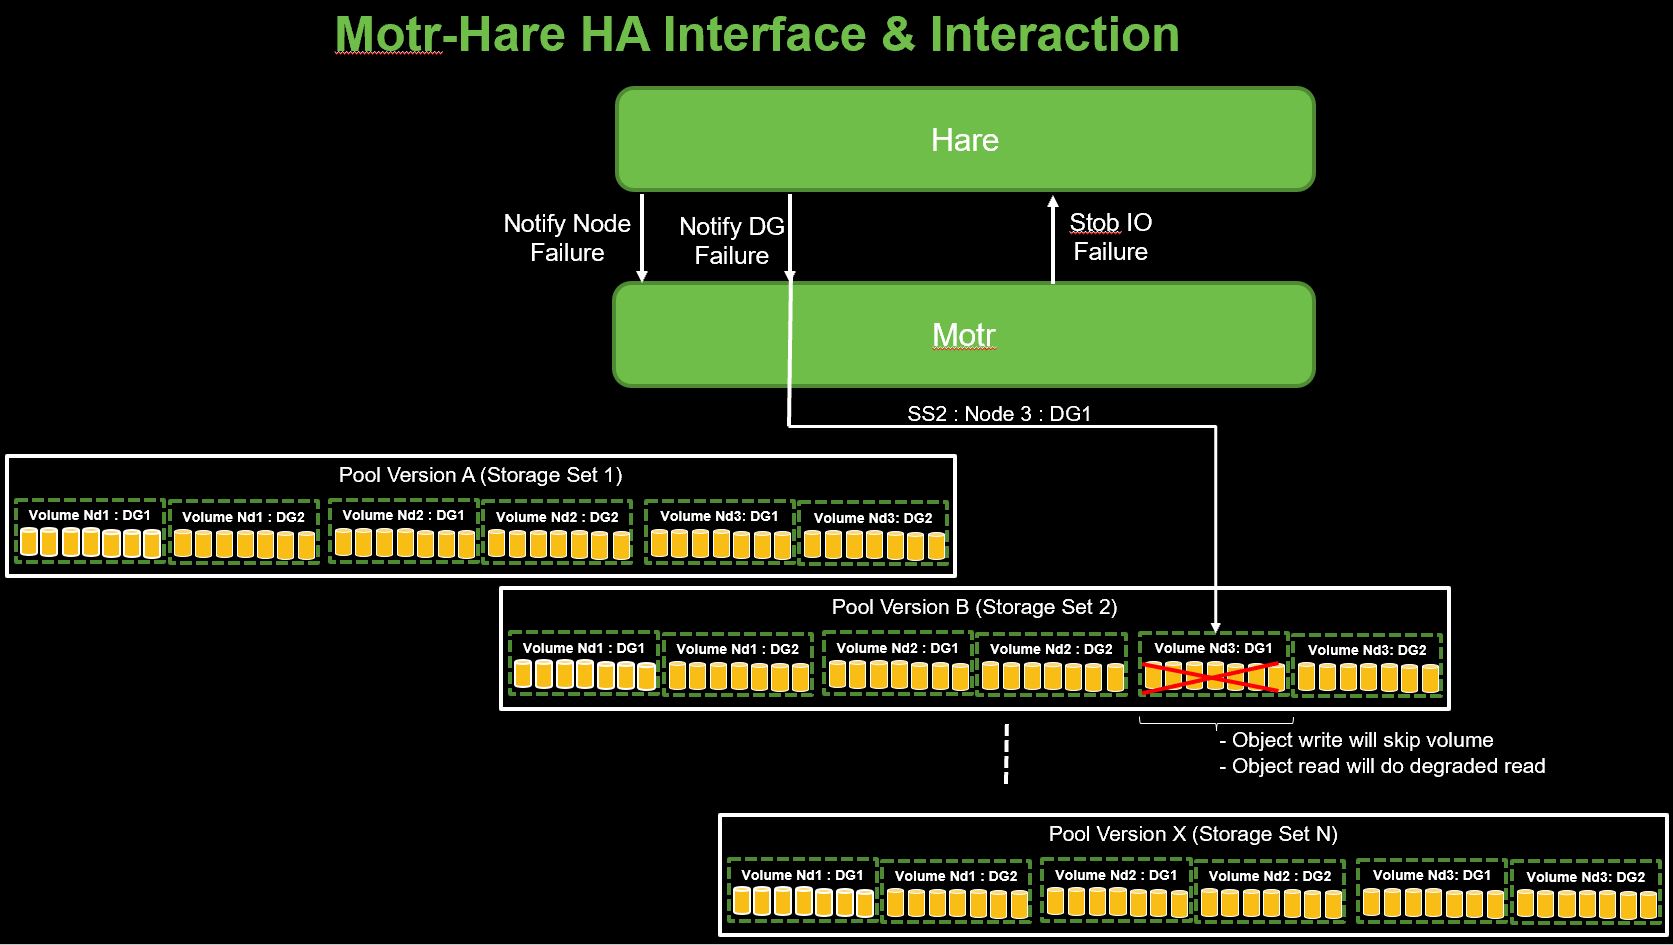 Motr-Hare HA Interface & Interaction
Hare
Notify Node
Failure
Notify DG
Failure
Stob IO
Failure
Motr
SS2 : Node 3 : DG1
Pool Version A (Storage Set 1)
Volume Nd1 : DG1
Volume Nd1 : DG2
Volume Nd2 : DG1
Volume Nd2 : DG2
Volume Nd3: DG1
Volume Nd3: DG2
Pool Version B (Storage Set 2)
Volume Nd1 : DG1
Volume Nd1 : DG2
Volume Nd2 : DG1
Volume Nd2 : DG2
Volume Nd3: DG1
Volume Nd3: DG2
- Object write will skip volume
- Object read will do degraded read
Pool Version X (Storage Set N)
Volume Nd1 : DG1
Volume Nd1 : DG2
Volume Nd2 : DG1
Volume Nd2 : DG2
Volume Nd3: DG1
Volume Nd3: DG2